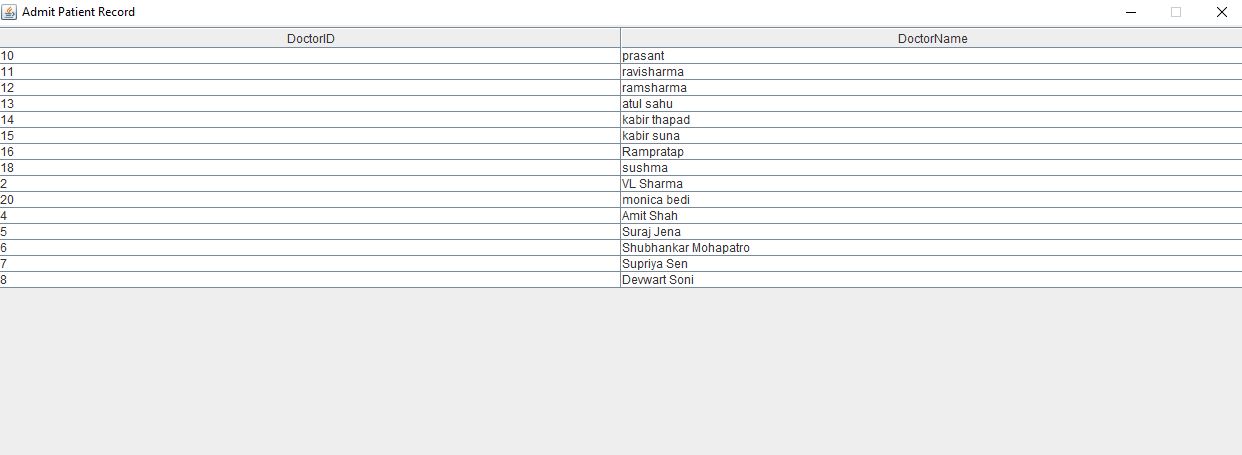 Admit Patient Record
DoctorID DoctorName
10 prasant
11 ravisharma
12 ramsharma
13 atul sahu
14 kabir thapad
15 kabir suna
16 Rampratap
18 sushma
2 VL Sharma
20 monica bedi
4 Amit Shah
5 Suraj Jena
6 Shubhankar Mohapatro
7 Supriya Sen
8 Devwart Soni